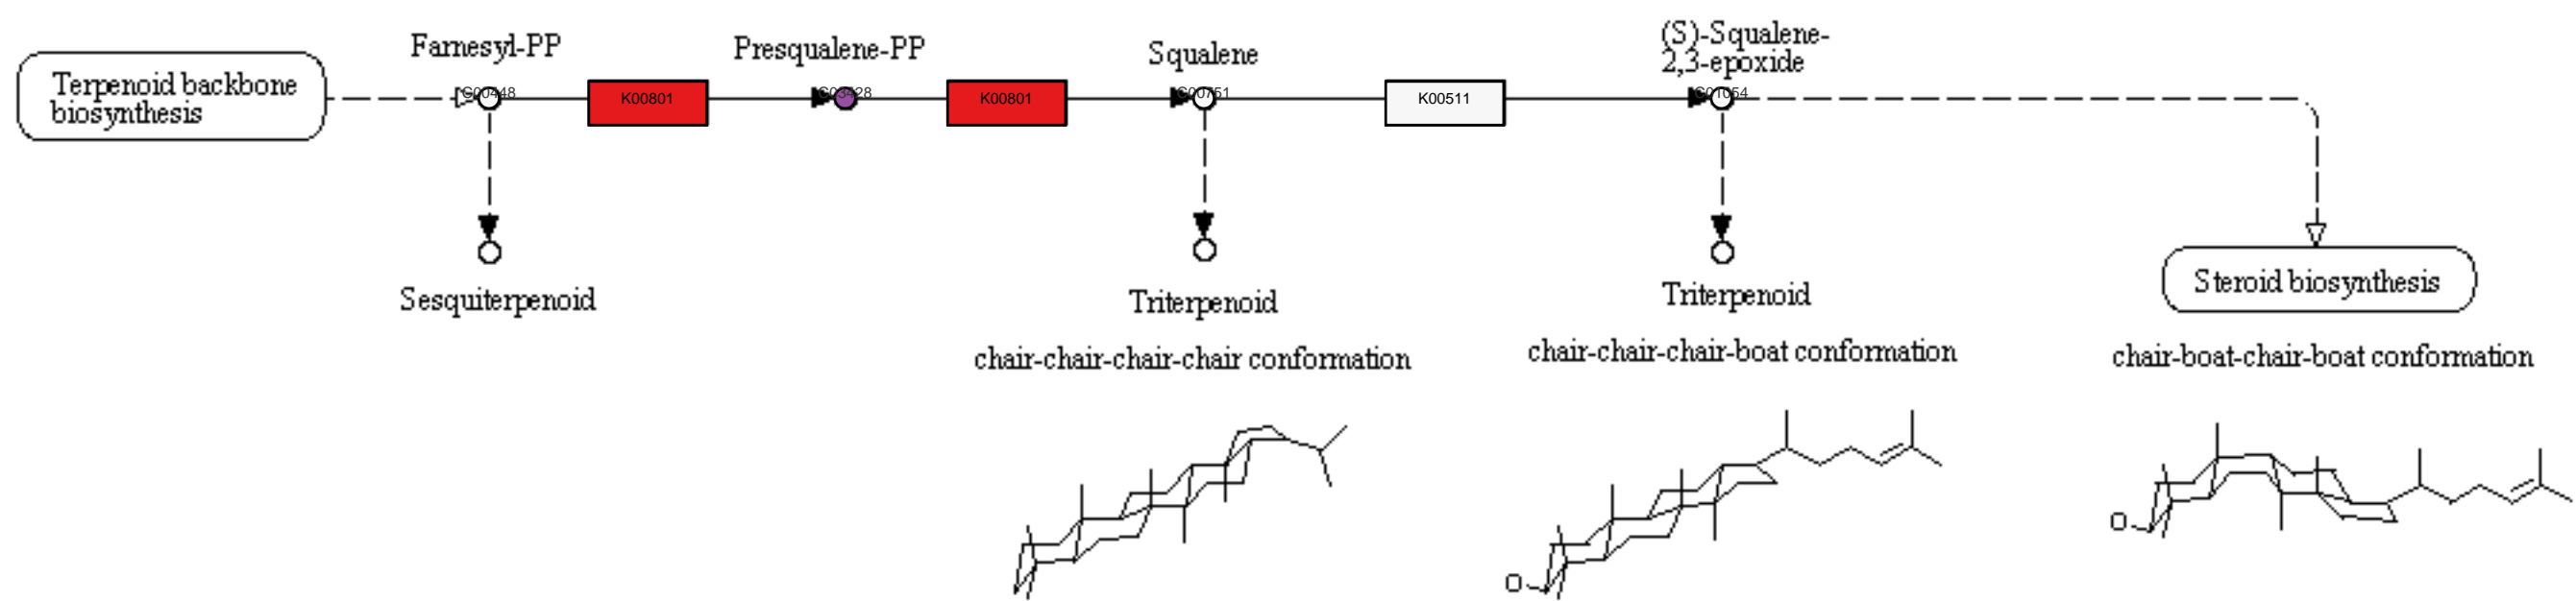 Farnesyl-PP
Presqualene-PP
Squalene
(S)-Squalene-
2,3-epoxide
Terpenoid backbone
biosynthesis
C00448
K00801
C03428
K00801
C00751
K00511
C01054
Sesquiterpenoid
Triterpenoid
chair-chair-chair-chair conformation
Triterpenoid
chair-chair-chair-boat conformation
Steroid biosynthesis
chair-boat-chair-boat conformation
O
O